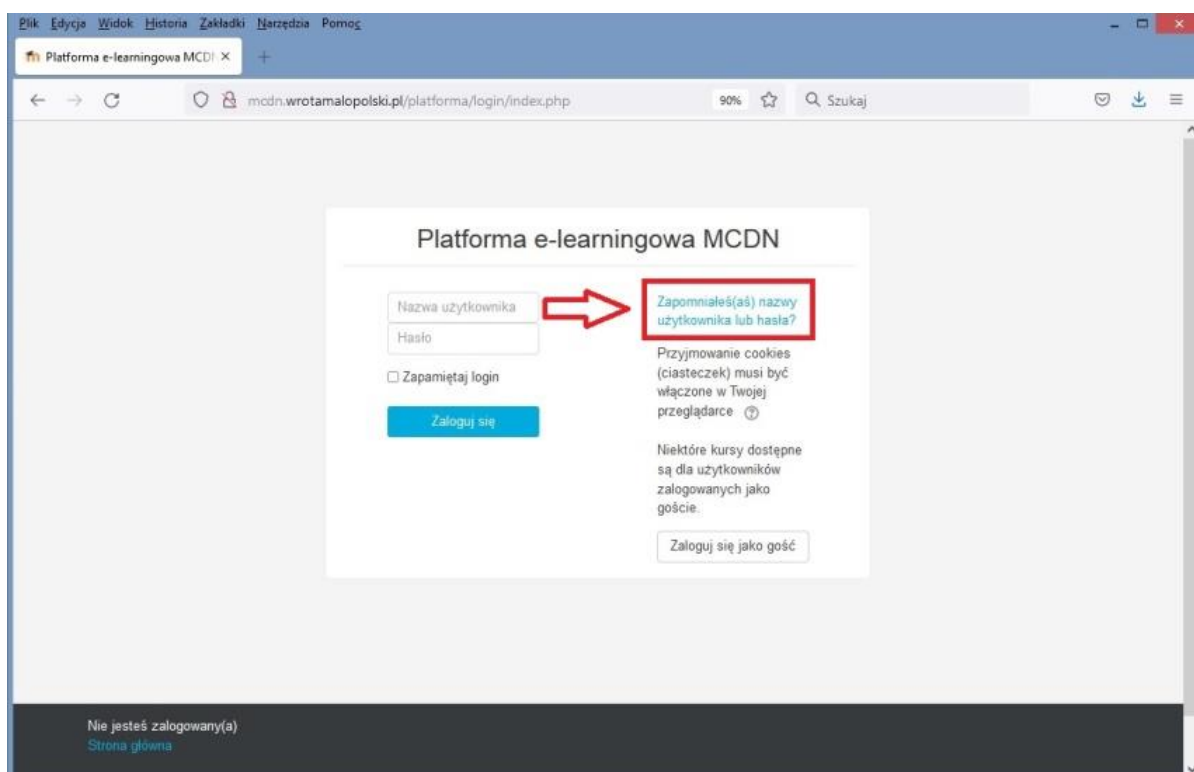 Plik Edycja Widok Historia Zakładki Narzędzia Pomoc
Platforma e-learningowa MCDN
mcdn.wrotamalopolski.pl/platforma/login/index.php
90%
Szukaj
Platforma e-learningowa MCDN
Nazwa użytkownika
Hasło
Zapamiętaj login
Zaloguj się
Zapomniałeś(aś) nazwy
użytkownika lub hasła?
Przyjmowanie cookies
(ciasteczek) musi być
włączone w Twojej
przeglądarce
Niektóre kursy dostępne
są dla użytkowników
zalogowanych jako
goście.
Zaloguj się jako gość
Nie jesteś zalogowany(a)
Strona główna